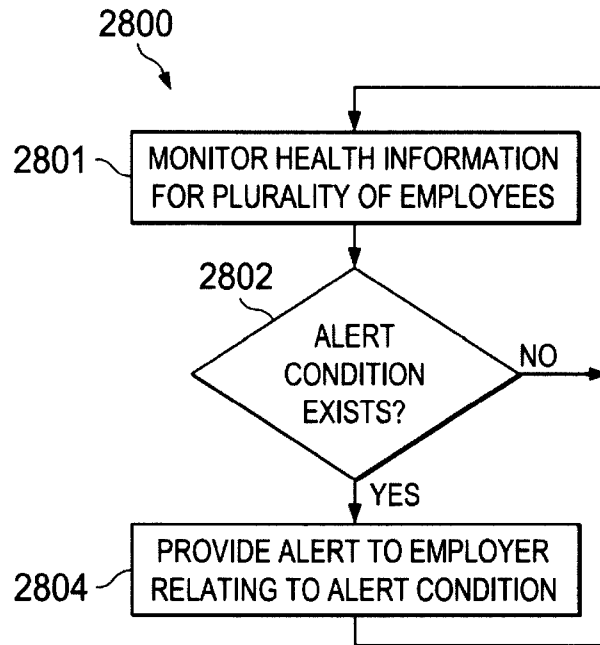 2800
2801
MONITOR HEALTH INFORMATION
FOR PLURALITY OF EMPLOYEES
2802
ALERT
CONDITION
EXISTS?
NO
YES
2804
PROVIDE ALERT TO EMPLOYER
RELATING TO ALERT CONDITION